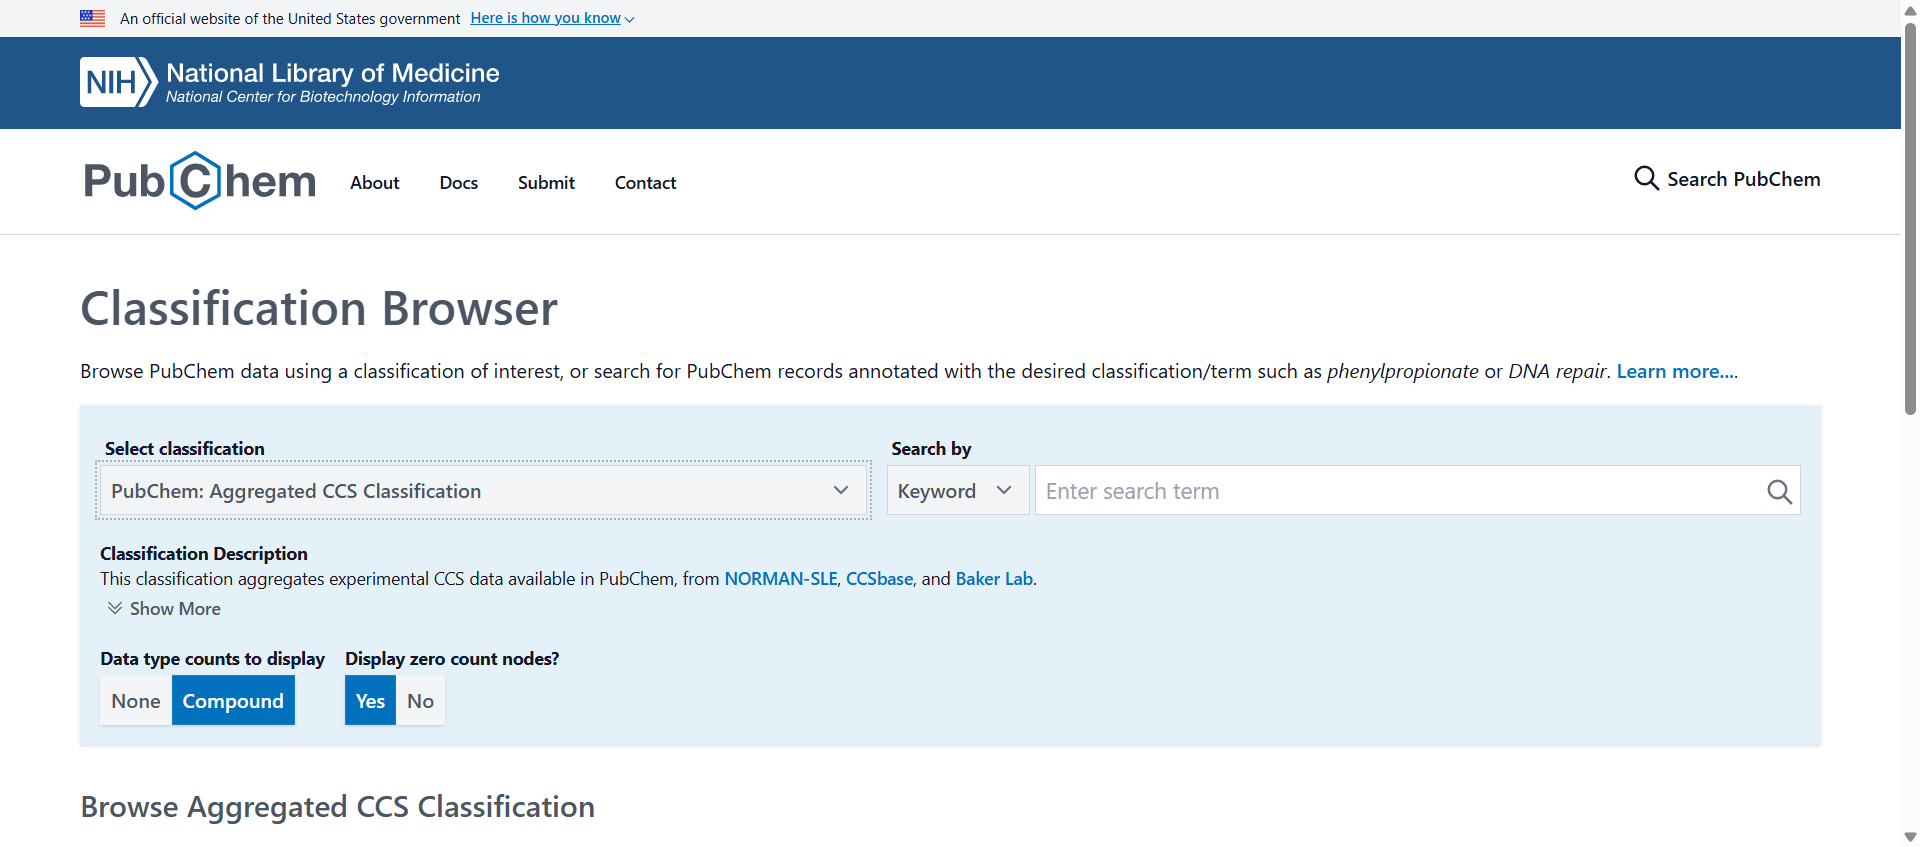 An official website of the United States government Here is how you know
NIH National Library of Medicine
National Center for Biotechnology Information
PubChem About Docs Submit Contact Search PubChem
Classification Browser
Browse PubChem data using a classification of interest, or search for PubChem records annotated with the desired classification/term such as phenylpropionate or DNA repair. Learn more....
Select classification Search by
PubChem: Aggregated CCS Classification Keyword Enter search term
Classification Description
This classification aggregates experimental CCS data available in PubChem, from NORMAN-SLE, CCSbase, and Baker Lab.
Show More
Data type counts to display Display zero count nodes?
None Compound Yes No
Browse Aggregated CCS Classification